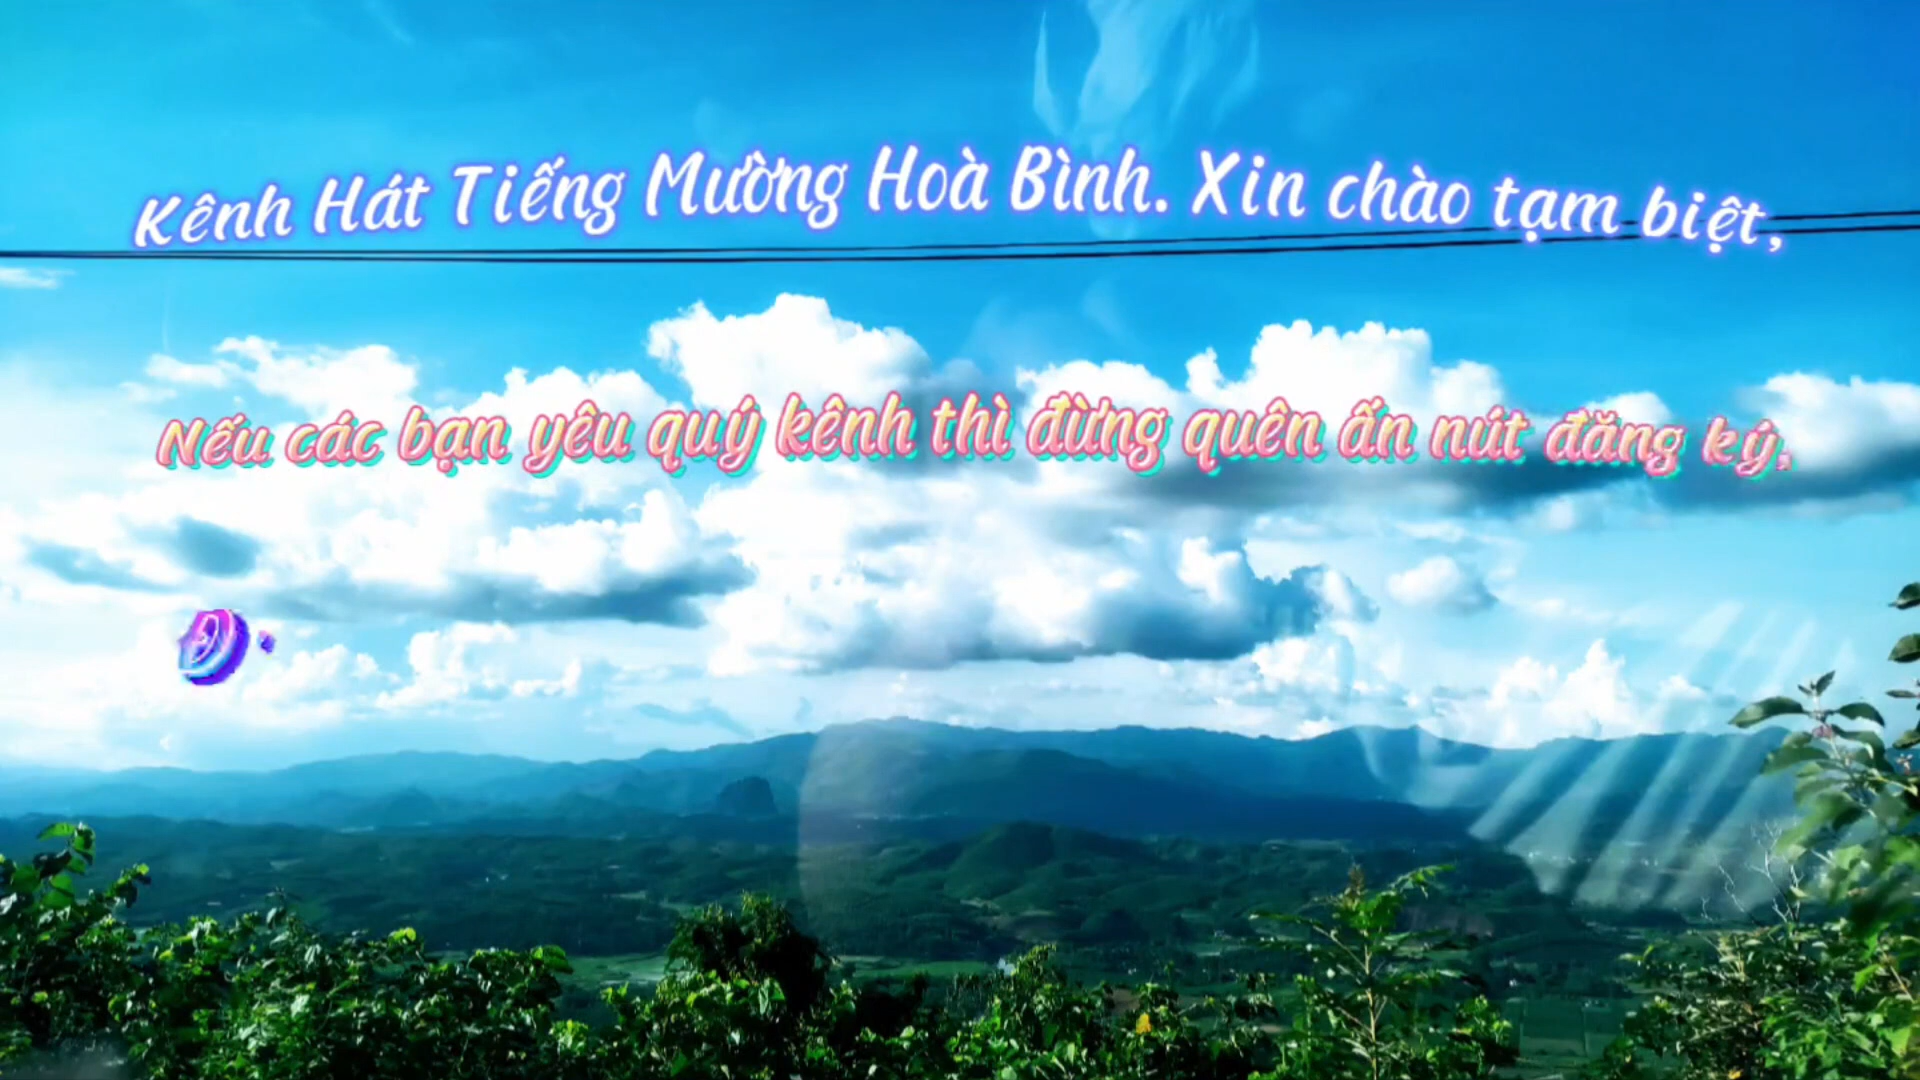 Kênh Hát Tiếng Mường Hoà Bình. Xin chào tạm biệt,
Nếu các bạn yêu quý kênh thì đừng quên ấn nút đăng ký.